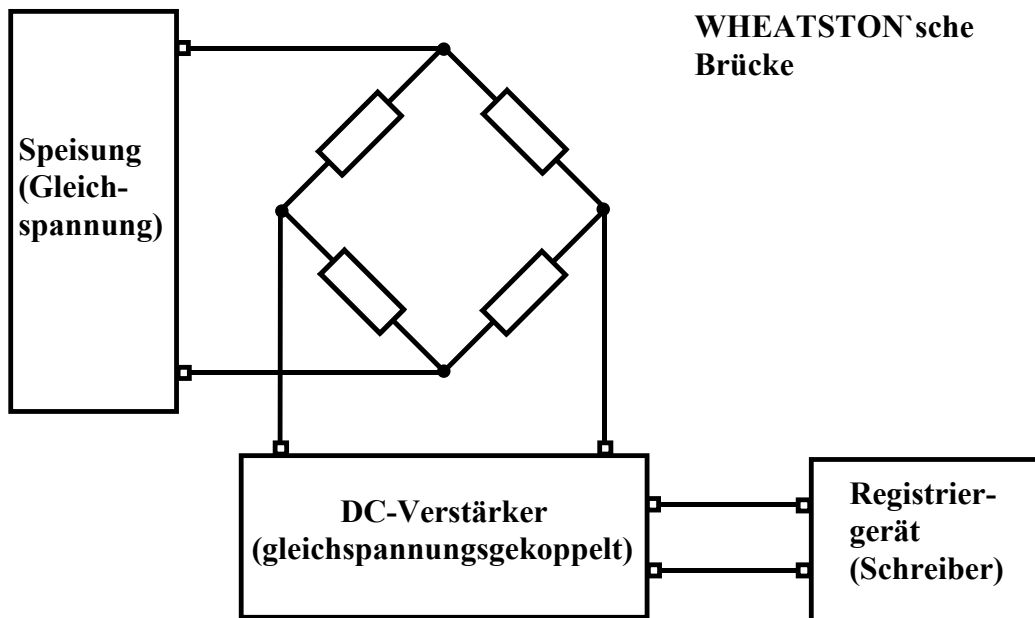 WHEATSTON`sche
Brücke
Speisung
(Gleich-
spannung)
DC-Verstärker
(gleichspannungsgekoppelt)
Registrier-
gerät
(Schreiber)